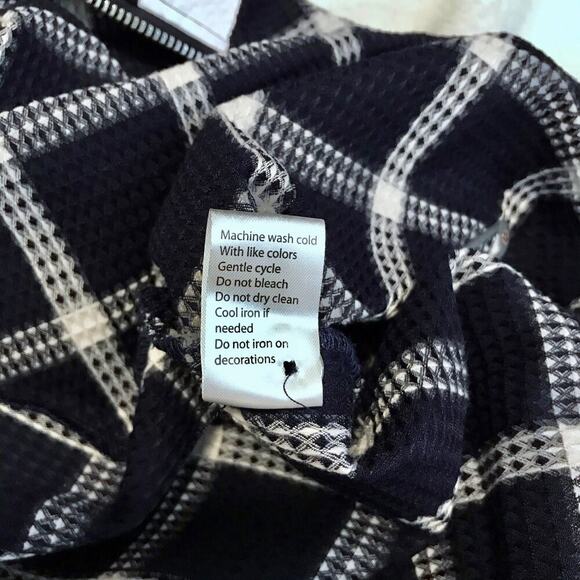 Machine wash cold
With like colors
Gentle cycle
Do not bleach
Do not dry clean
Cool iron if
needed
Do not iron on
decorations